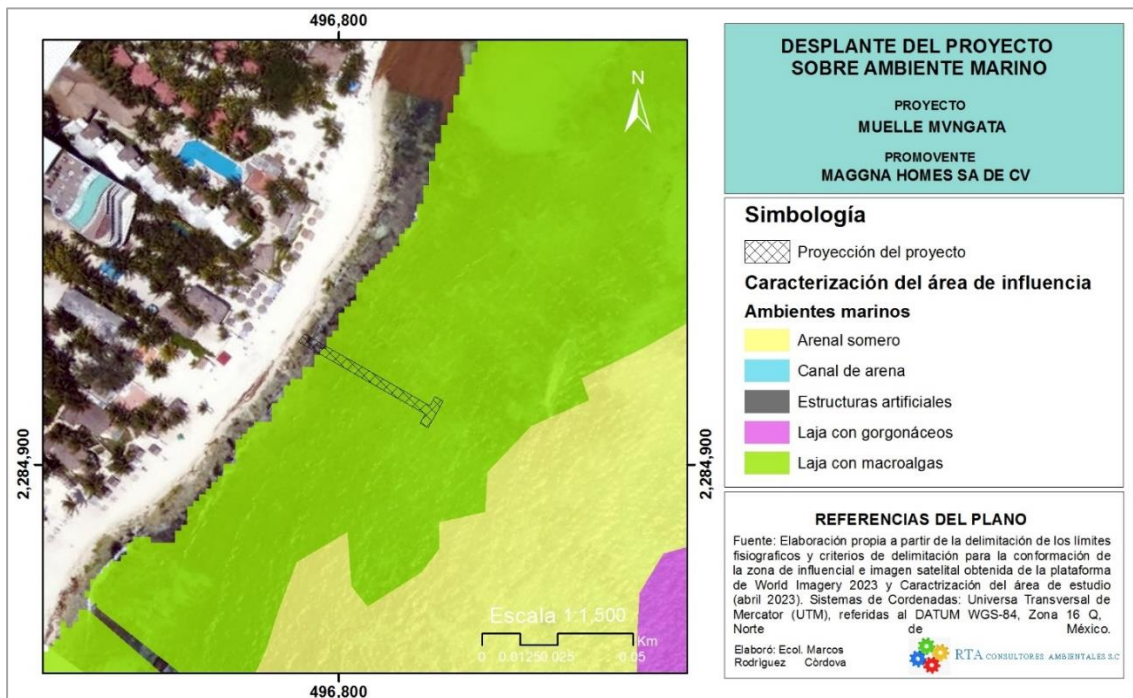 496,800
2,284,900
2,284,900
N
Escala 1:1,500
Km
0 0.01250.025 0.05
496,800
DESPLANTE DEL PROYECTO
SOBRE AMBIENTE MARINO
PROYECTO
MUELLE MVNGATA
PROMOVENTE
MAGGNA HOMES SA DE CV
Simbología
Proyección del proyecto
Caracterización del área de influencia
Ambientes marinos
Arenal somero
Canal de arena
Estructuras artificiales
Laja con gorgonáceos
Laja con macroalgas
REFERENCIAS DEL PLANO
Fuente: Elaboración propia a partir de la delimitación de los límites
fisiograficos y criterios de delimitación para la conformación de
la zona de influencial e imagen satelital obtenida de la plataforma
de World Imagery 2023 y Caractrización del área de estudio
(abril 2023). Sistemas de Cordenadas: Universa Transversal de
Mercator (UTM), referidas al DATUM WGS-84, Zona 16 Q,
Norte de México.
Elaboró: Ecol. Marcos
Rodríguez Còrdova
RTA CONSULTORES AMBIENTALES S.C